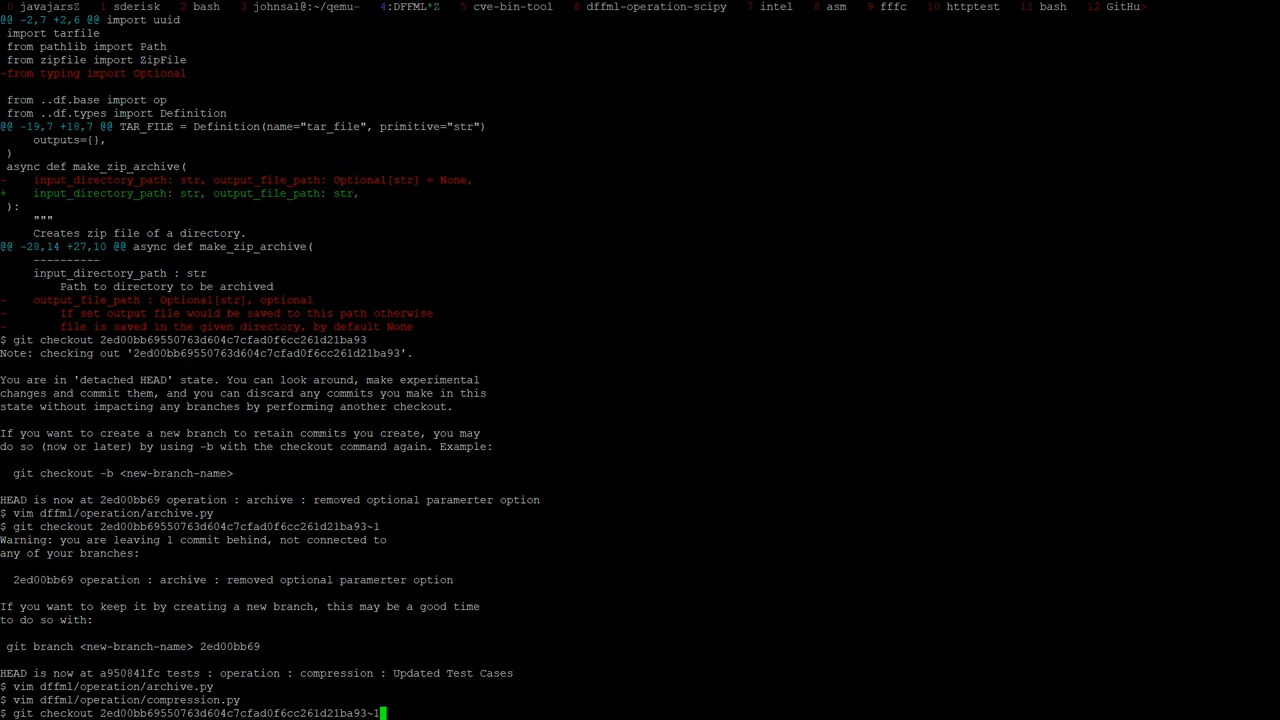 0 javajarsZ  1 sderisk  2 bash  3 johnsal@:~/qemu-  4:DFFML*Z  5 cve-bin-tool  6 dffml-operation-scipy  7 intel  8 asm  9 fffc  10 httptest  11 bash  12 GitHu>
@@ -2,7 +2,6 @@ import uuid
 import tarfile
 from pathlib import Path
 from zipfile import ZipFile
-from typing import Optional

 from ..df.base import op
 from ..df.types import Definition
@@ -19,7 +18,7 @@ TAR_FILE = Definition(name="tar_file", primitive="str")
     outputs={},
 )
 async def make_zip_archive(
-    input_directory_path: str, output_file_path: Optional[str] = None,
+    input_directory_path: str, output_file_path: str,
 ):
     """
     Creates zip file of a directory.
@@ -28,14 +27,10 @@ async def make_zip_archive(
     ----------
     input_directory_path : str
         Path to directory to be archived
-    output_file_path : Optional[str], optional
-        If set output file would be saved to this path otherwise
-        file is saved in the given directory, by default None
$ git checkout 2ed00bb69550763d604c7cfad0f6cc261d21ba93
Note: checking out '2ed00bb69550763d604c7cfad0f6cc261d21ba93'.

You are in 'detached HEAD' state. You can look around, make experimental
changes and commit them, and you can discard any commits you make in this
state without impacting any branches by performing another checkout.

If you want to create a new branch to retain commits you create, you may
do so (now or later) by using -b with the checkout command again. Example:

  git checkout -b <new-branch-name>

HEAD is now at 2ed00bb69 operation : archive : removed optional paramerter option
$ vim dffml/operation/archive.py
$ git checkout 2ed00bb69550763d604c7cfad0f6cc261d21ba93~1
Warning: you are leaving 1 commit behind, not connected to
any of your branches:

  2ed00bb69 operation : archive : removed optional paramerter option

If you want to keep it by creating a new branch, this may be a good time
to do so with:

 git branch <new-branch-name> 2ed00bb69

HEAD is now at a950841fc tests : operation : compression : Updated Test Cases
$ vim dffml/operation/archive.py
$ vim dffml/operation/compression.py
$ git checkout 2ed00bb69550763d604c7cfad0f6cc261d21ba93~1